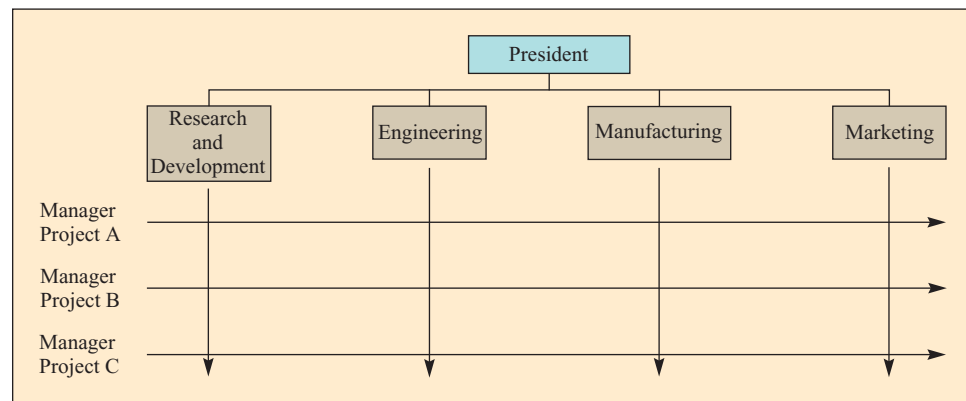 President
Research
and
Development
Engineering
Manufacturing
Marketing
Manager
Project A
Manager
Project B
Manager
Project C